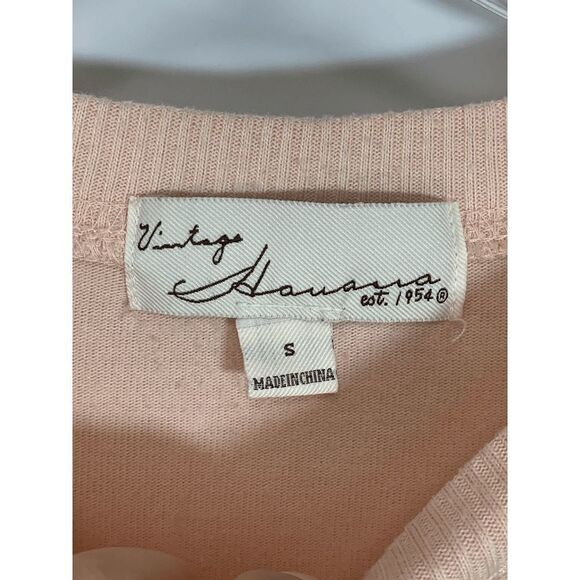 Vintage
Havana
est. 1954®
S
MADEINCHINA